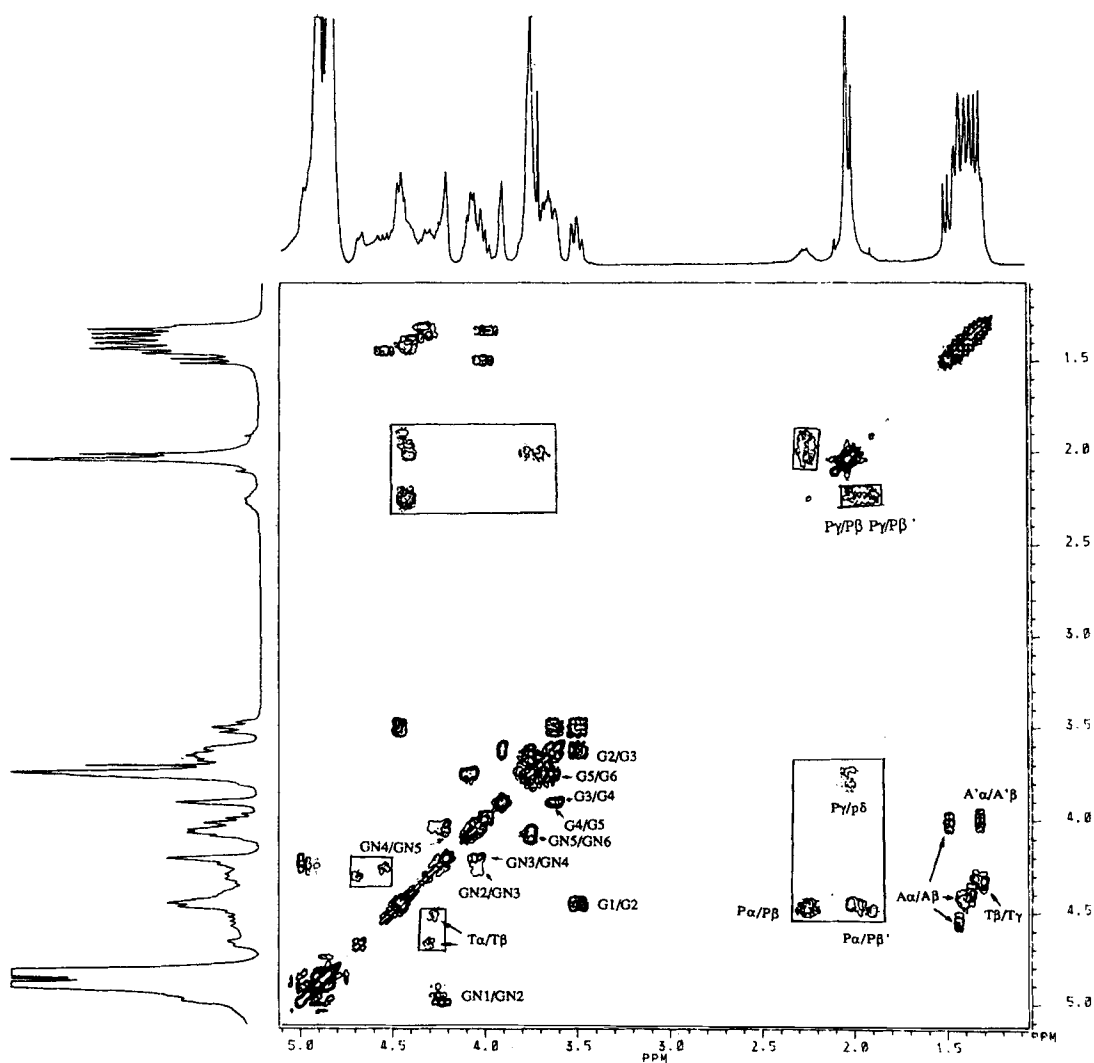 1.5
2.0
Pγ/Pβ Pγ/Pβ '
2.5
3.0
3.5
G2/G3
G5/G6
G3/G4
Pγ/pδ
A'α/A'β
4.0
G4/G5
GN4/GN5
GN5/GN6
GN3/GN4
GN2/GN3
Aα/Aβ
Pα/Pβ
G1/G2
Tβ/Tγ
4.5
Pα/Pβ'
Tα/Tβ
GN1/GN2
5.0
PPM
5.0 4.5 4.0 3.5 3.0 2.5 2.0 1.5
PPM